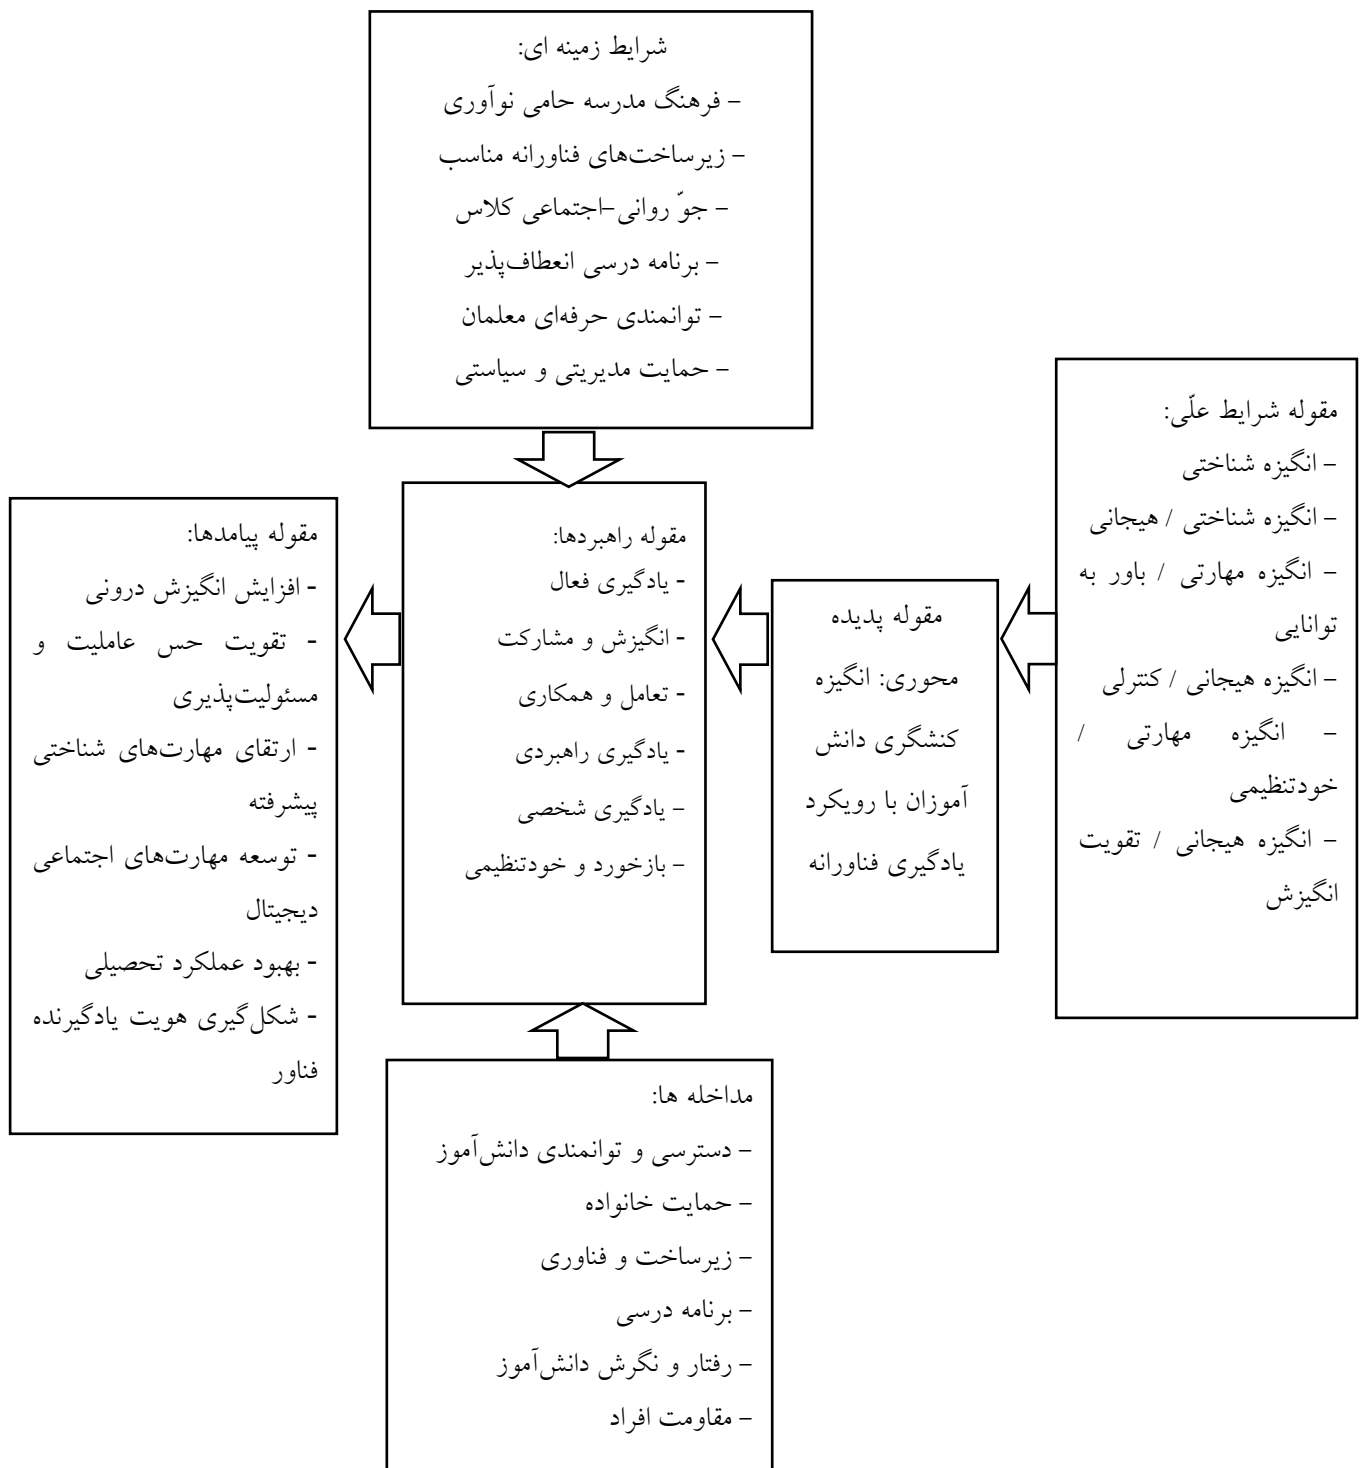 شرایط زمینه ای:
– فرهنگ مدرسه حامی نوآوری
– زیرساخت‌های فناورانه مناسب
– جوّ روانی–اجتماعی کلاس
– برنامه درسی انعطاف‌پذیر
– توانمندی حرفه‌ای معلمان
– حمایت مدیریتی و سیاستی
مقوله شرایط علّی:
– انگیزه شناختی
– انگیزه شناختی / هیجانی
– انگیزه مهارتی / باور به
توانایی
– انگیزه هیجانی / کنترلی
– انگیزه مهارتی /
خودتنظیمی
– انگیزه هیجانی / تقویت
انگیزش
مقوله پدیده
محوری: انگیزه
کنشگری دانش
آموزان با رویکرد
یادگیری فناورانه
مقوله راهبردها:
- یادگیری فعال
- انگیزش و مشارکت
- تعامل و همکاری
- یادگیری راهبردی
– یادگیری شخصی
– بازخورد و خودتنظیمی
مقوله پیامدها:
- افزایش انگیزش درونی
- تقویت حس عاملیت و
مسئولیت‌پذیری
- ارتقای مهارت‌های شناختی
پیشرفته
- توسعه مهارت‌های اجتماعی
دیجیتال
- بهبود عملکرد تحصیلی
- شکل‌گیری هویت یادگیرنده
فناور
مداخله ها:
– دسترسی و توانمندی دانش‌آموز
– حمایت خانواده
– زیرساخت و فناوری
– برنامه درسی
– رفتار و نگرش دانش‌آموز
– مقاومت افراد